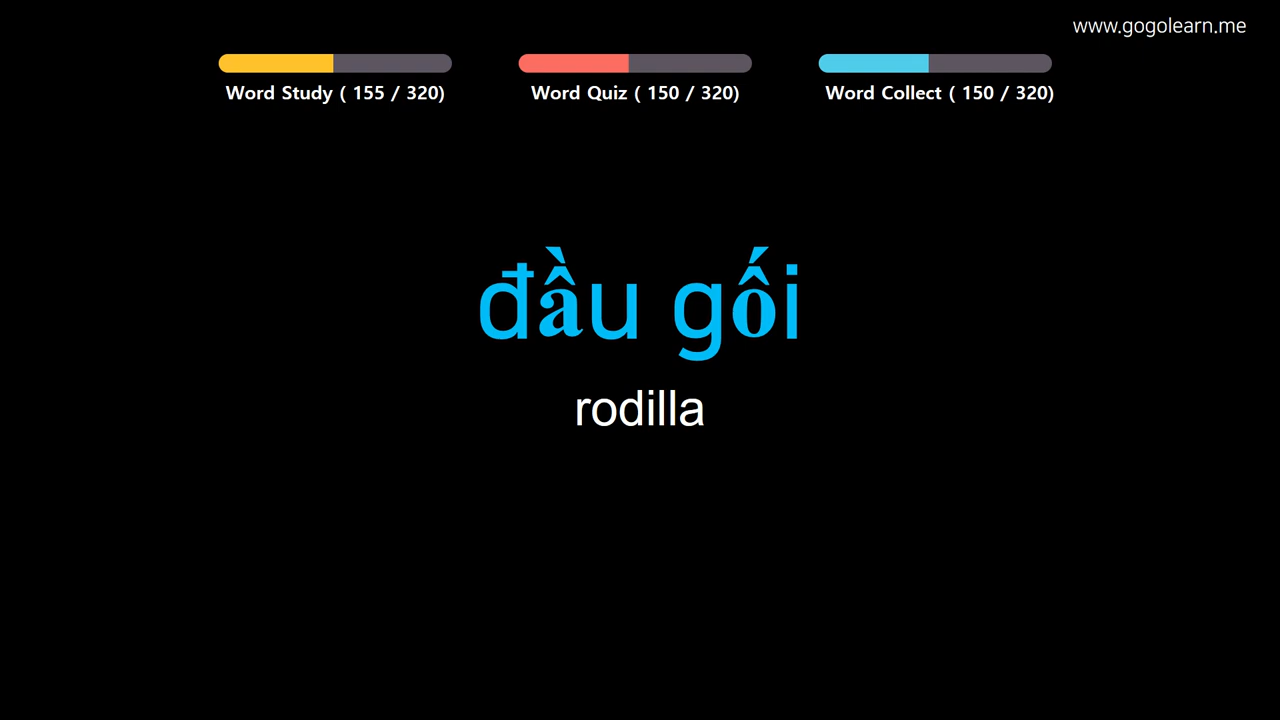 www.gogolearn.me
Word Study ( 155 / 320)
Word Quiz ( 150 / 320)
Word Collect ( 150 / 320)
đầu gối
rodilla